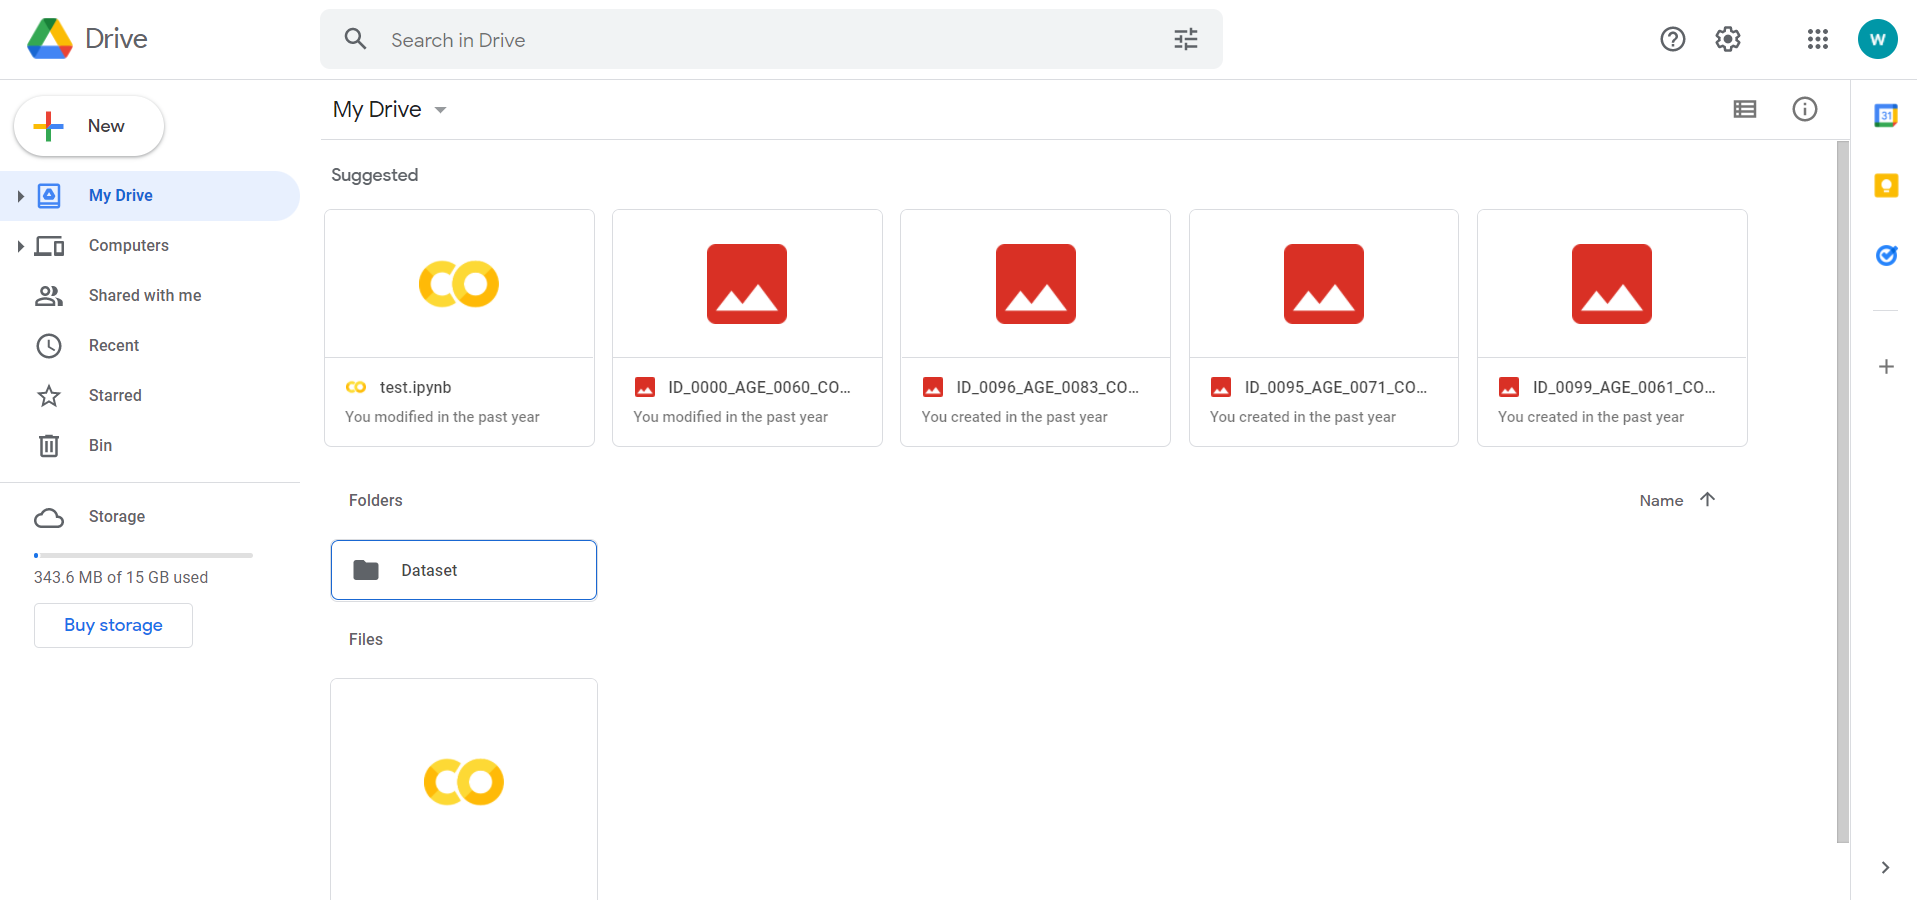 Drive
Search in Drive
W
New
My Drive
Computers
Shared with me
Recent
Starred
Bin
Storage
343.6 MB of 15 GB used
Buy storage
My Drive
Suggested
test.ipynb
You modified in the past year
ID_0000_AGE_0060_CO...
You modified in the past year
ID_0096_AGE_0083_CO...
You created in the past year
ID_0095_AGE_0071_CO...
You created in the past year
ID_0099_AGE_0061_CO...
You created in the past year
Folders
Name
Dataset
Files
31